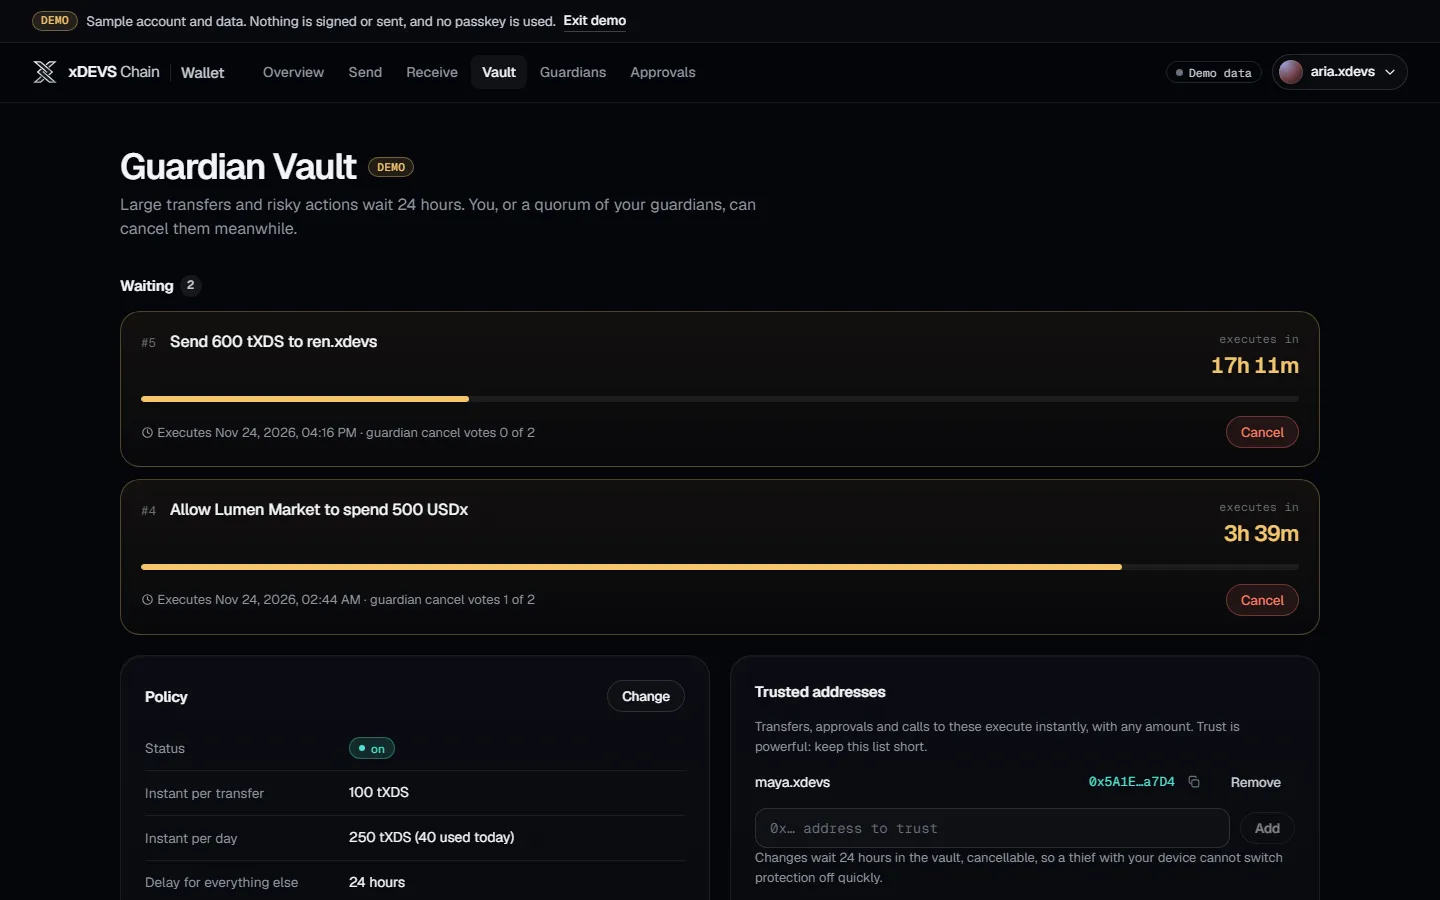 DEMO Sample account and data. Nothing is signed or sent, and no passkey is used. Exit demo
xDEVS Chain Wallet Overview Send Receive Vault Guardians Approvals Demo data aria.xdevs
Guardian Vault DEMO
Large transfers and risky actions wait 24 hours. You, or a quorum of your guardians, can
cancel them meanwhile.
Waiting 2
#5 Send 600 tXDS to ren.xdevs
executes in
17h 11m
Executes Nov 24, 2026, 04:16 PM · guardian cancel votes 0 of 2
Cancel
#4 Allow Lumen Market to spend 500 USDx
executes in
3h 39m
Executes Nov 24, 2026, 02:44 AM · guardian cancel votes 1 of 2
Cancel
Policy
Change
Status on
Instant per transfer 100 tXDS
Instant per day 250 tXDS (40 used today)
Delay for everything else 24 hours
Trusted addresses
Transfers, approvals and calls to these execute instantly, with any amount. Trust is
powerful: keep this list short.
maya.xdevs 0x5A1E…a7D4 Remove
0x… address to trust Add
Changes wait 24 hours in the vault, cancellable, so a thief with your device cannot switch
protection off quickly.